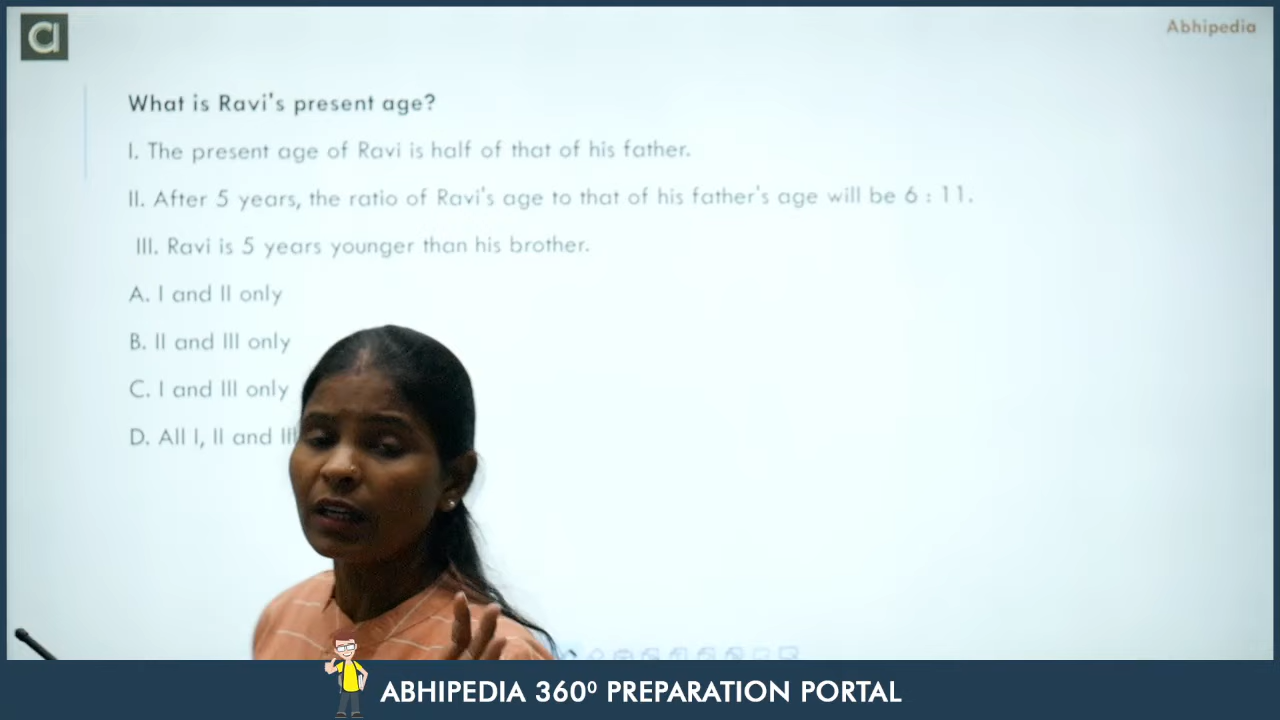 Abhipedia
What is Ravi's present age?
I. The present age of Ravi is half of that of his father.
II. After 5 years, the ratio of Ravi's age to that of his father's age will be 6 : 11.
III. Ravi is 5 years younger than his brother.
A. I and II only
B. II and III only
C. I and III only
D. All I, II and III
ABHIPEDIA 360⁰ PREPARATION PORTAL